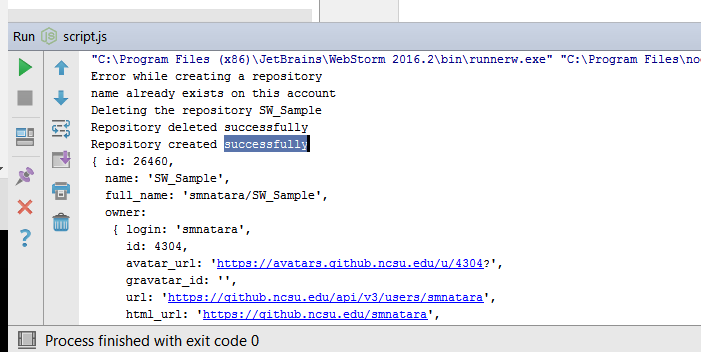 Run script.js
"C:\Program Files (x86)\JetBrains\WebStorm 2016.2\bin\runnerw.exe" "C:\Program Files\no
Error while creating a repository
name already exists on this account
Deleting the repository SW_Sample
Repository deleted successfully
Repository created successfully
{ id: 26460,
name: 'SW_Sample',
full_name: 'smnatara/SW_Sample',
owner:
{ login: 'smnatara',
id: 4304,
avatar_url: 'https://avatars.github.ncsu.edu/u/4304?',
gravatar_id: '',
url: 'https://github.ncsu.edu/api/v3/users/smnatara',
html_url: 'https://github.ncsu.edu/smnatara',
Process finished with exit code 0